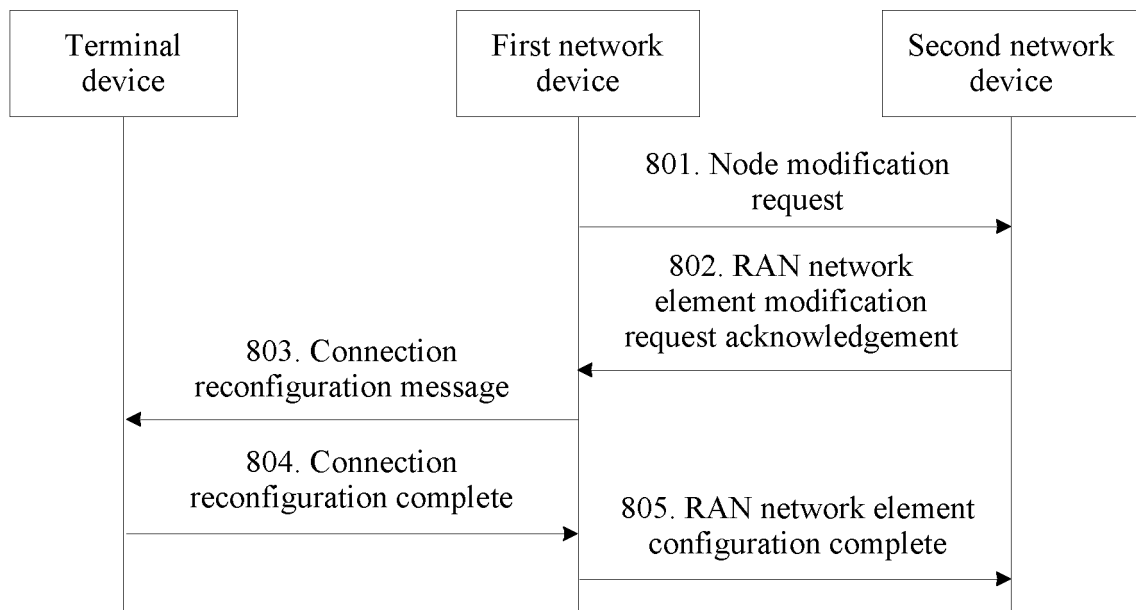 Terminal
device
First network
device
Second network
device
801. Node modification
request
802. RAN network
element modification
request acknowledgement
803. Connection
reconfiguration message
804. Connection
reconfiguration complete
805. RAN network element
configuration complete